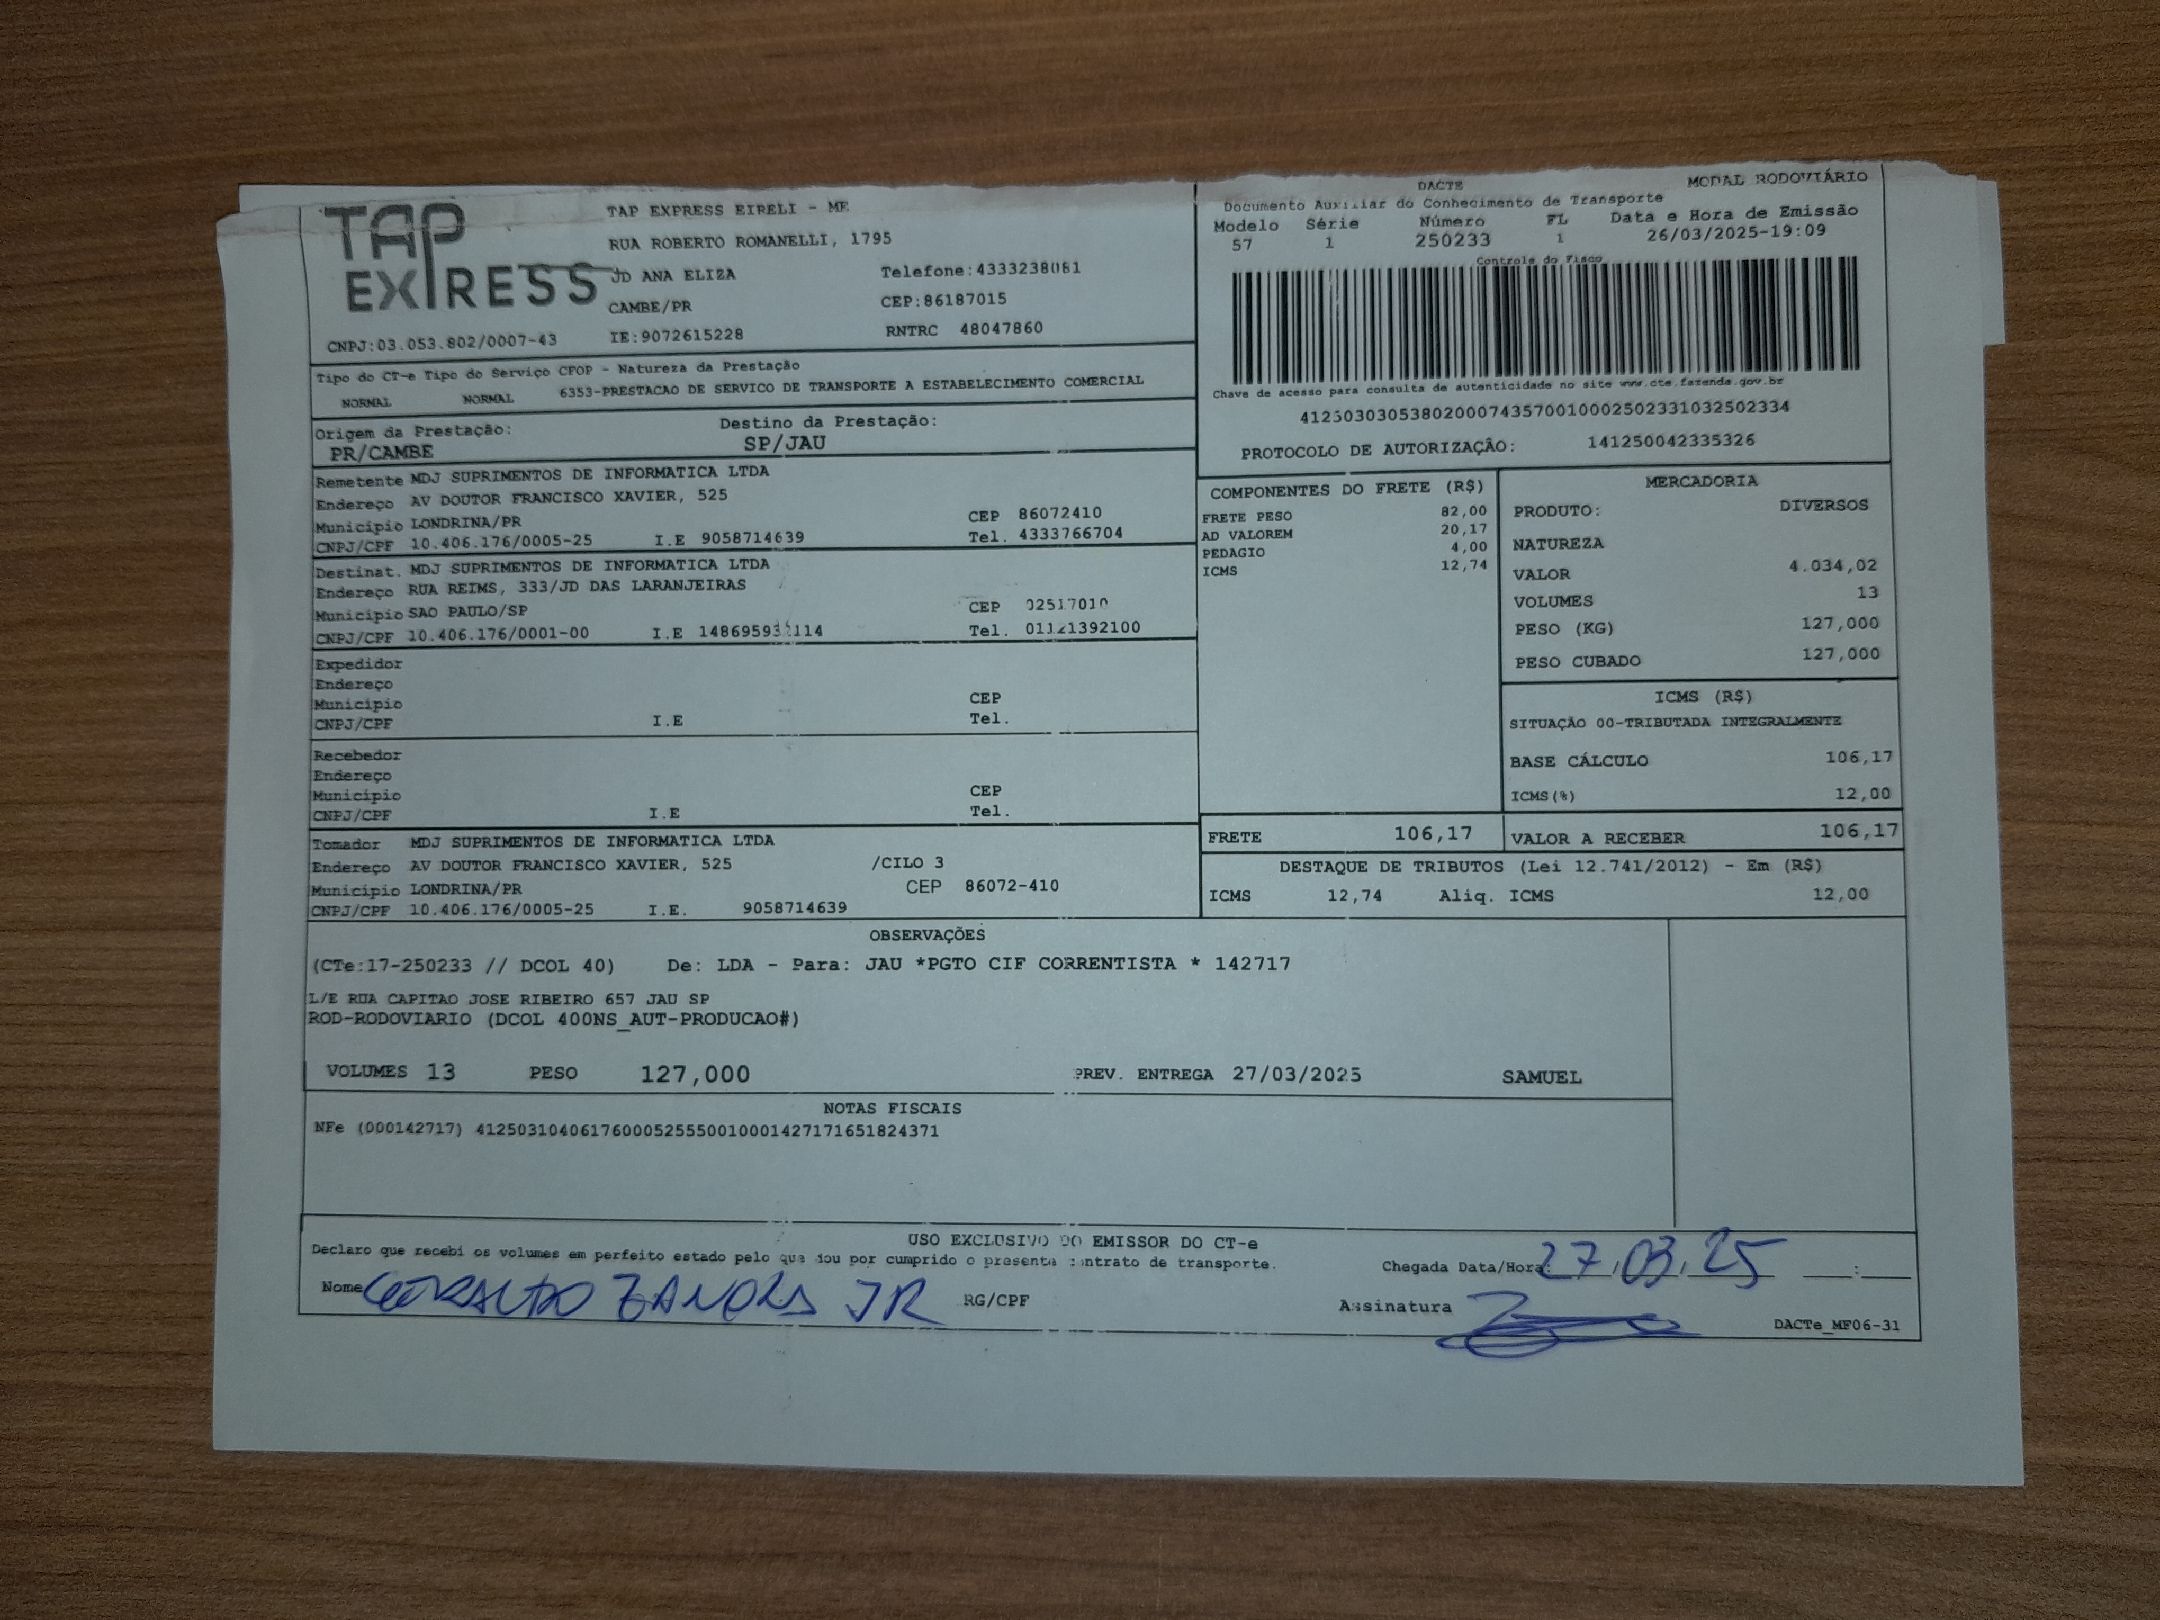 TAP EXPRESS
TAP EXPRESS EIRELI - ME
RUA ROBERTO ROMANELLI, 1795
JD ANA ELIZA Telefone:4333238081
CAMBE/PR CEP:86187015
CNPJ:03.053.802/0007-43 IE:9072615228 RNTRC 48047860
DACTE MODAL RODOVIÁRIO
Documento Auxiliar do Conhecimento de Transporte
Modelo Série Número FL Data e Hora de Emissão
57 1 250233 1 26/03/2025-19:09
Controle do Fisco
Chave de acesso para consulta de autenticidade no site www.cte.fazenda.gov.br
41250303053802000743570010002502331032502334
PROTOCOLO DE AUTORIZAÇÃO: 141250042335326
Tipo do CT-e Tipo do Serviço CFOP - Natureza da Prestação
NORMAL NORMAL 6353-PRESTACAO DE SERVICO DE TRANSPORTE A ESTABELECIMENTO COMERCIAL
Origem da Prestação: Destino da Prestação:
PR/CAMBE SP/JAU
Remetente MDJ SUPRIMENTOS DE INFORMATICA LTDA
Endereço AV DOUTOR FRANCISCO XAVIER, 525
Município LONDRINA/PR CEP 86072410
CNPJ/CPF 10.406.176/0005-25 I.E 9058714639 Tel. 4333766704
Destinat. MDJ SUPRIMENTOS DE INFORMATICA LTDA
Endereço RUA REIMS, 333/JD DAS LARANJEIRAS
Município SAO PAULO/SP CEP 02517010
CNPJ/CPF 10.406.176/0001-00 I.E Tel. 01121392100
Expedidor
Endereço
Município CEP
CNPJ/CPF I.E Tel.
Recebedor
Endereço
Município CEP
CNPJ/CPF I.E Tel.
Tomador MDJ SUPRIMENTOS DE INFORMATICA LTDA
Endereço AV DOUTOR FRANCISCO XAVIER, 525 /CILO 3
Município LONDRINA/PR CEP 86072-410
CNPJ/CPF 10.406.176/0005-25 I.E. 9058714639
COMPONENTES DO FRETE (R$)
FRETE PESO 82,00
AD VALOREM 20,17
PEDAGIO 4,00
ICMS 12,74
MERCADORIA
PRODUTO: DIVERSOS
NATUREZA
VALOR 4.034,02
VOLUMES 13
PESO (KG) 127,000
PESO CUBADO 127,000
ICMS (R$)
SITUAÇÃO 00-TRIBUTADA INTEGRALMENTE
BASE CÁLCULO 106,17
ICMS(%) 12,00
FRETE 106,17 VALOR A RECEBER 106,17
DESTAQUE DE TRIBUTOS (Lei 12.741/2012) - Em (R$)
ICMS 12,74 Aliq. ICMS 12,00
OBSERVAÇÕES
(CTe:17-250233 // DCOL 40) De: LDA - Para: JAU *PGTO CIF CORRENTISTA * 142717
L/E RUA CAPITAO JOSE RIBEIRO 657 JAU SP
ROD-RODOVIARIO (DCOL 400NS_AUT-PRODUCAO#)
VOLUMES 13 PESO 127,000 PREV. ENTREGA 27/03/2025 SAMUEL
NOTAS FISCAIS
NFe (000142717) 41250310406176000525550010001427171651824371
USO EXCLUSIVO DO EMISSOR DO CT-e
Declaro que recebi os volumes em perfeito estado pelo que dou por cumprido o presente contrato de transporte.
Chegada Data/Hora: 27.03.25 :
Nome GERALDO JR RG/CPF Assinatura
DACTe_MF06-31